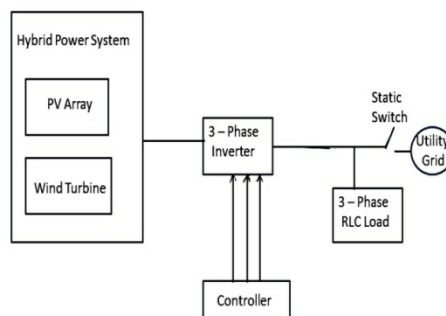 Hybrid Power System
PV Array
Wind Turbine
3 – Phase
Inverter
Controller
Static
Switch
Utility
Grid
3 – Phase
RLC Load